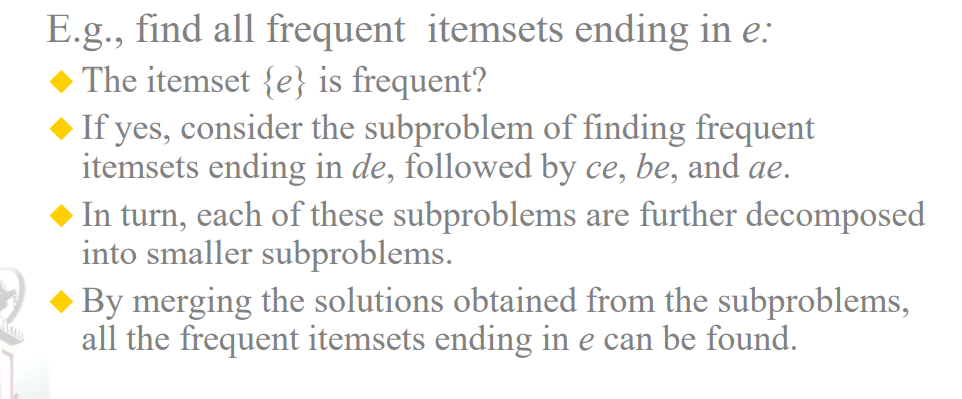 E.g., find all frequent itemsets ending in e:
◆ The itemset {e} is frequent?
◆ If yes, consider the subproblem of finding frequent
itemsets ending in de, followed by ce, be, and ae.
◆ In turn, each of these subproblems are further decomposed
into smaller subproblems.
◆ By merging the solutions obtained from the subproblems,
all the frequent itemsets ending in e can be found.